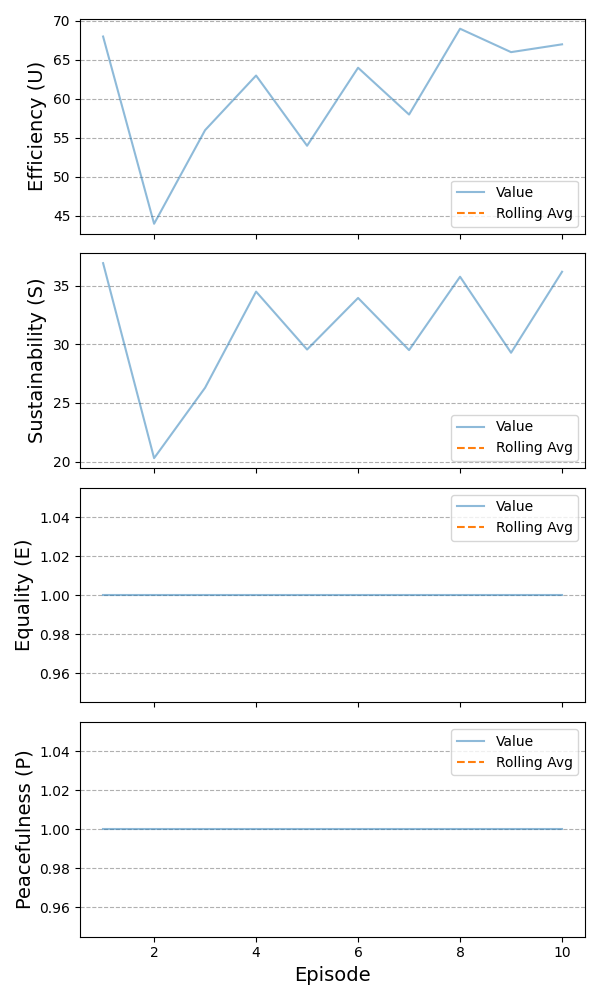 70
65
60
55
50
45
Efficiency (U)
Value
Rolling Avg
35
30
25
20
Sustainability (S)
Value
Rolling Avg
1.04
1.02
1.00
0.98
0.96
Equality (E)
Value
Rolling Avg
1.04
1.02
1.00
0.98
0.96
Peacefulness (P)
Value
Rolling Avg
2 4 6 8 10
Episode